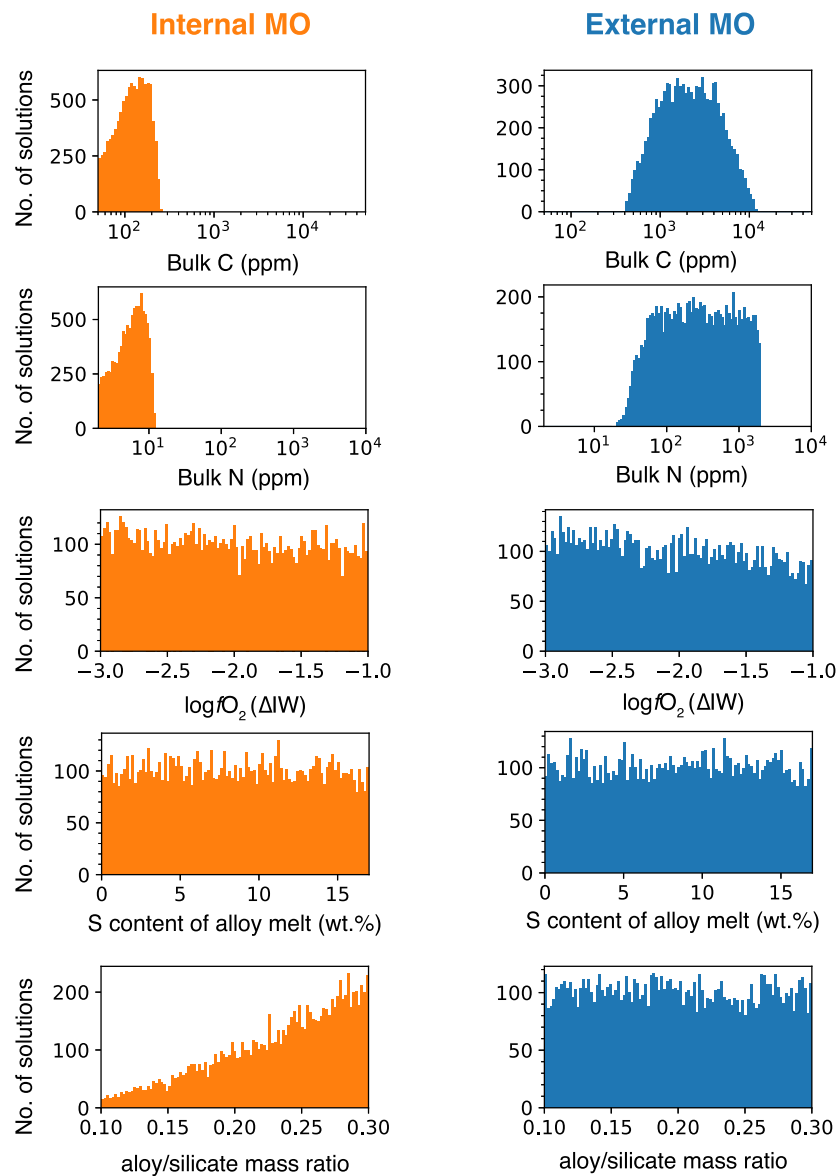 Internal MO External MO
No. of solutions
500
250
0
10² 10³ 10⁴
Bulk C (ppm)
300
200
100
0
10² 10³ 10⁴
Bulk C (ppm)
No. of solutions
500
250
0
10¹ 10² 10³ 10⁴
Bulk N (ppm)
200
100
0
10¹ 10² 10³ 10⁴
Bulk N (ppm)
No. of solutions
100
50
0
−3.0 −2.5 −2.0 −1.5 −1.0
logfO₂ (ΔIW)
100
50
0
−3.0 −2.5 −2.0 −1.5 −1.0
logfO₂ (ΔIW)
No. of solutions
100
50
0
0 5 10 15
S content of alloy melt (wt.%)
100
50
0
0 5 10 15
S content of alloy melt (wt.%)
No. of solutions
200
100
0
0.10 0.15 0.20 0.25 0.30
aloy/silicate mass ratio
100
50
0
0.10 0.15 0.20 0.25 0.30
aloy/silicate mass ratio